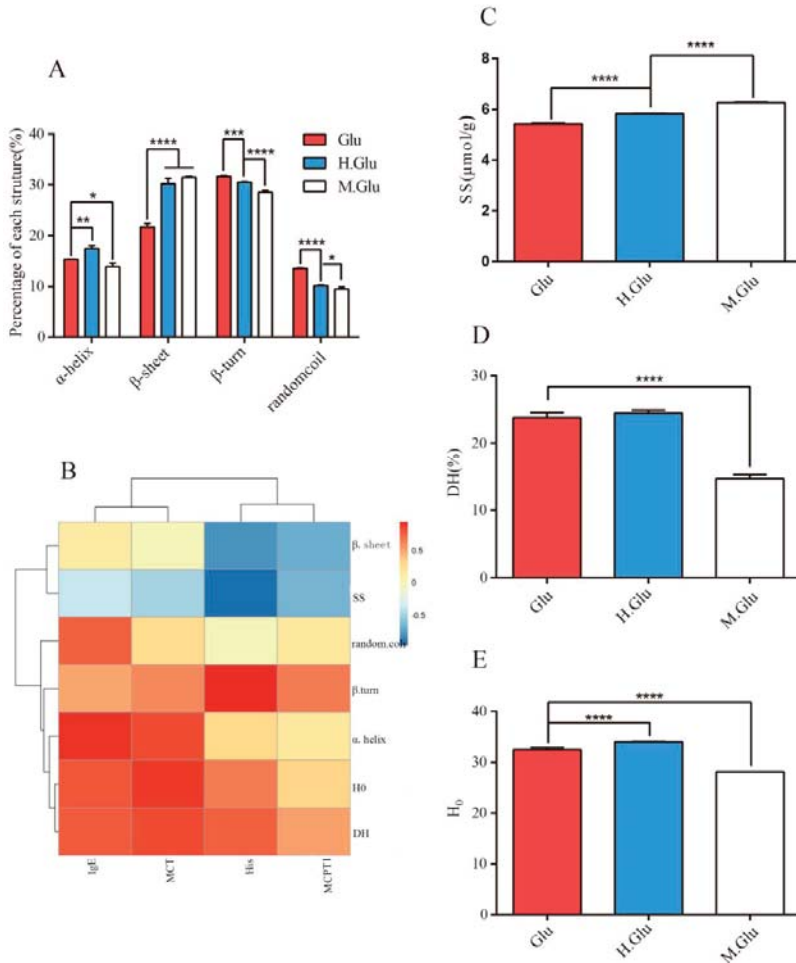 A
Percentage of each struture(%)
40
30
20
10
0
Glu
H.Glu
M.Glu
*
**
****
***
****
****
*
α-helix
β-sheet
β-turn
randomcoil
B
β. sheet
SS
random.coil
β.turn
α. helix
H0
DH
IgE
MCT
His
MCPT1
0.5
0
-0.5
C
SS(μmol/g)
8
6
4
2
0
****
****
Glu
H.Glu
M.Glu
D
DH(%)
30
20
10
0
****
Glu
H.Glu
M.Glu
E
H₀
40
30
20
10
0
****
****
Glu
H.Glu
M.Glu